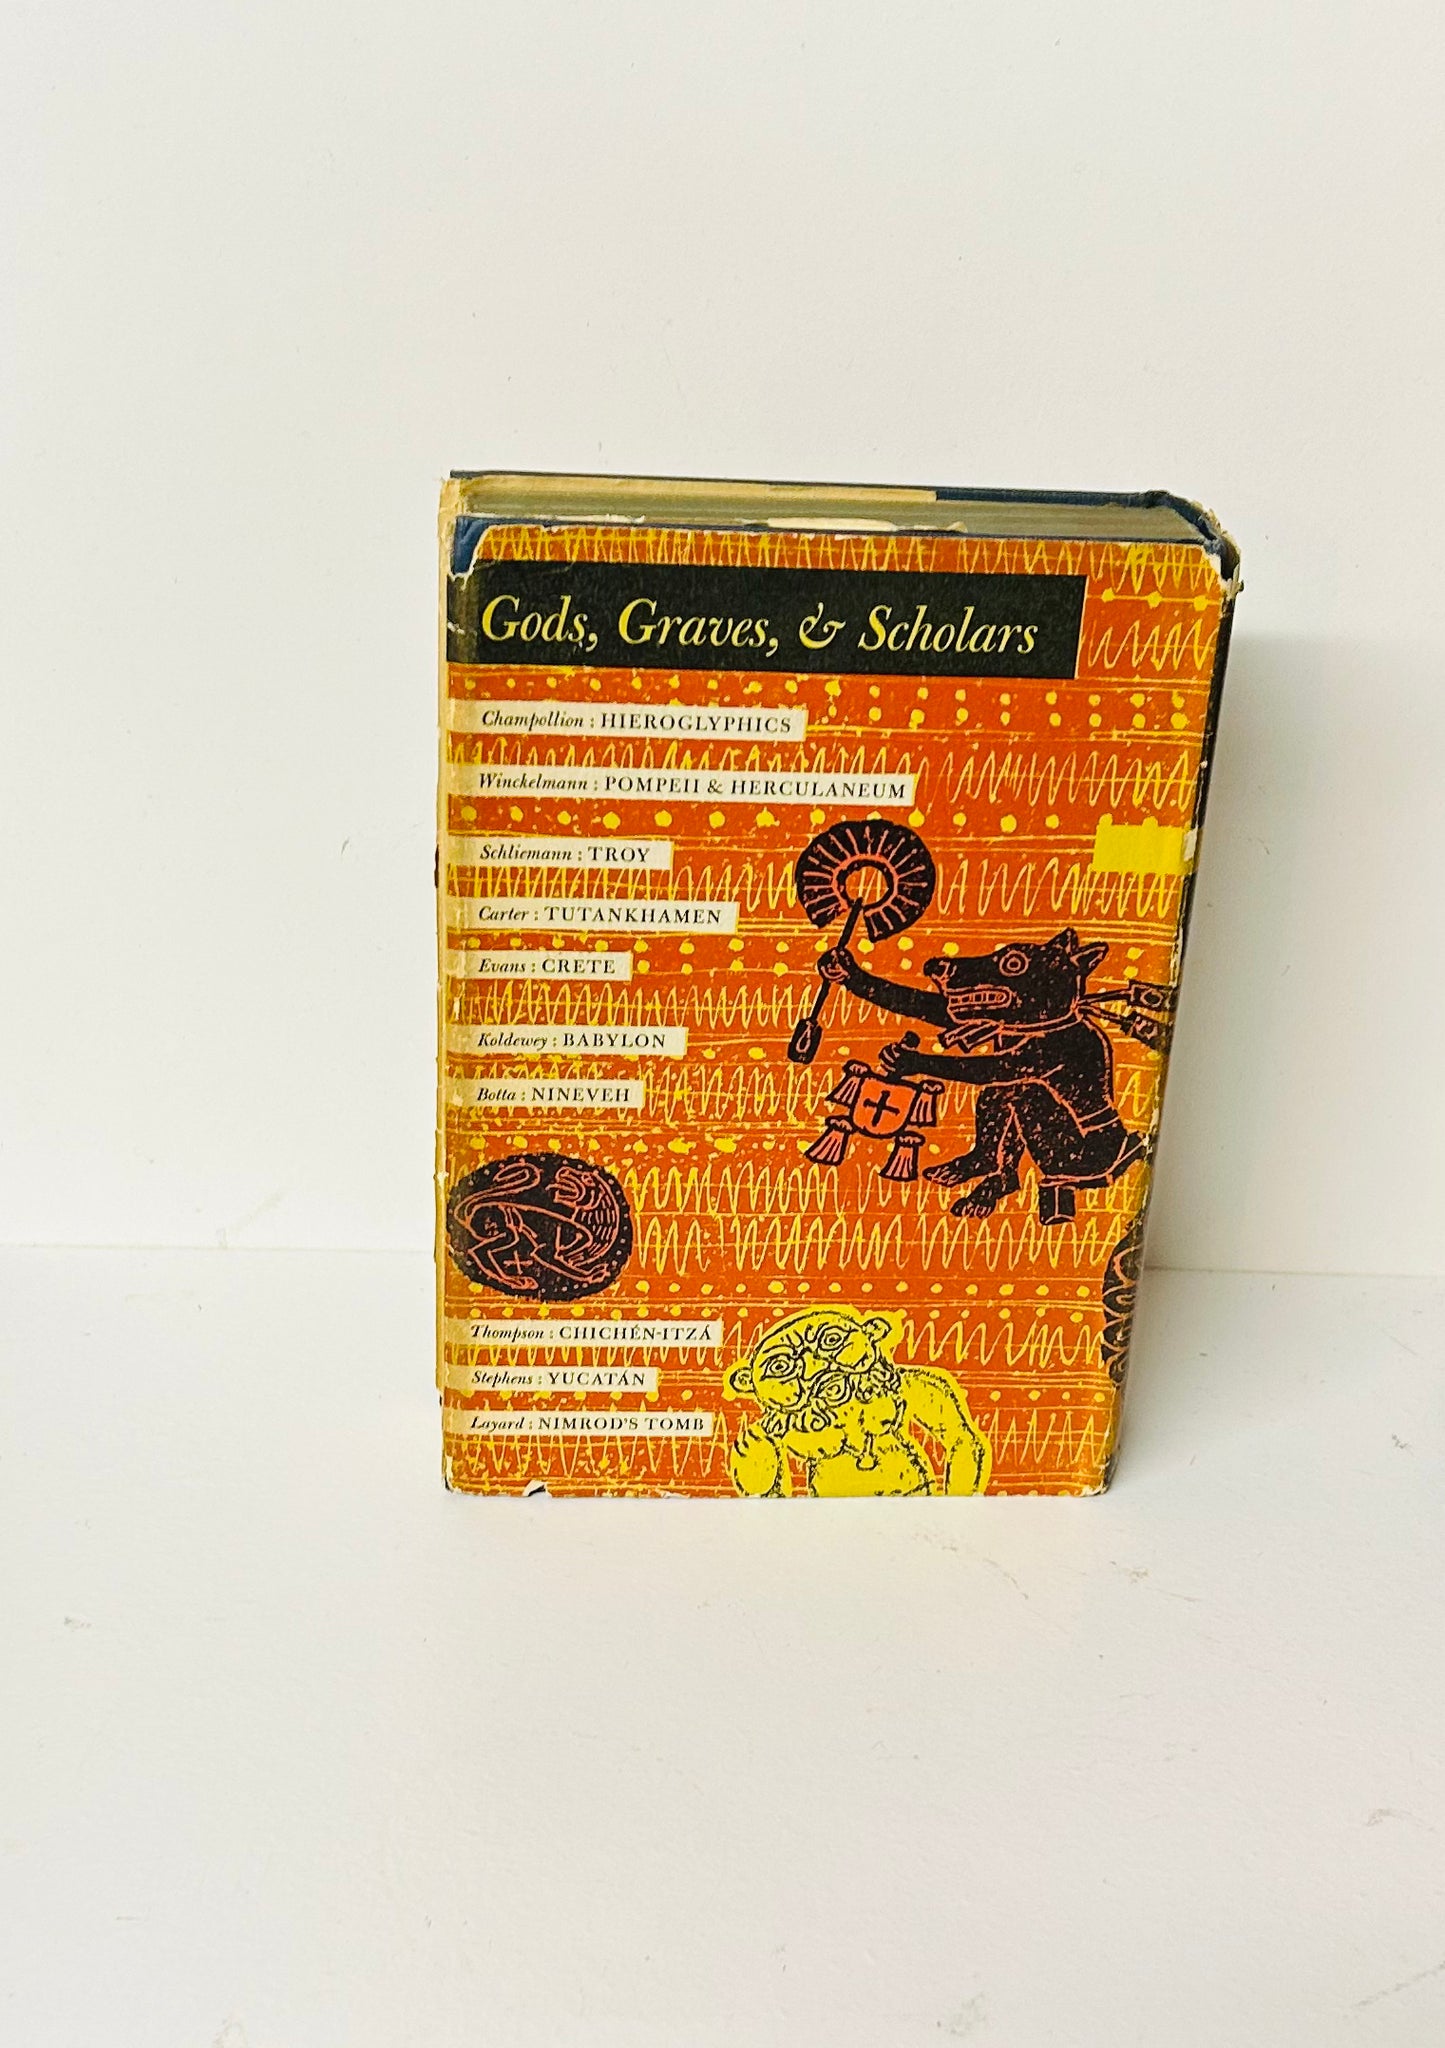 Gods, Graves, & Scholars
Champollion : HIEROGLYPHICS
Winckelmann : POMPEII & HERCULANEUM
Schliemann : TROY
Carter : TUTANKHAMEN
Evans : CRETE
Koldewey : BABYLON
Botta : NINEVEH
Thompson : CHICHÉN-ITZÁ
Stephens : YUCATÁN
Layard : NIMROD'S TOMB